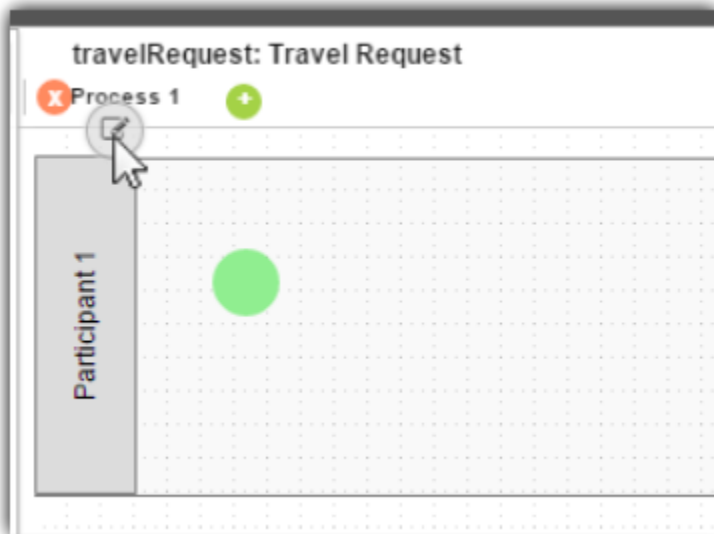 travelRequest: Travel Request
x Process 1 +
Participant 1